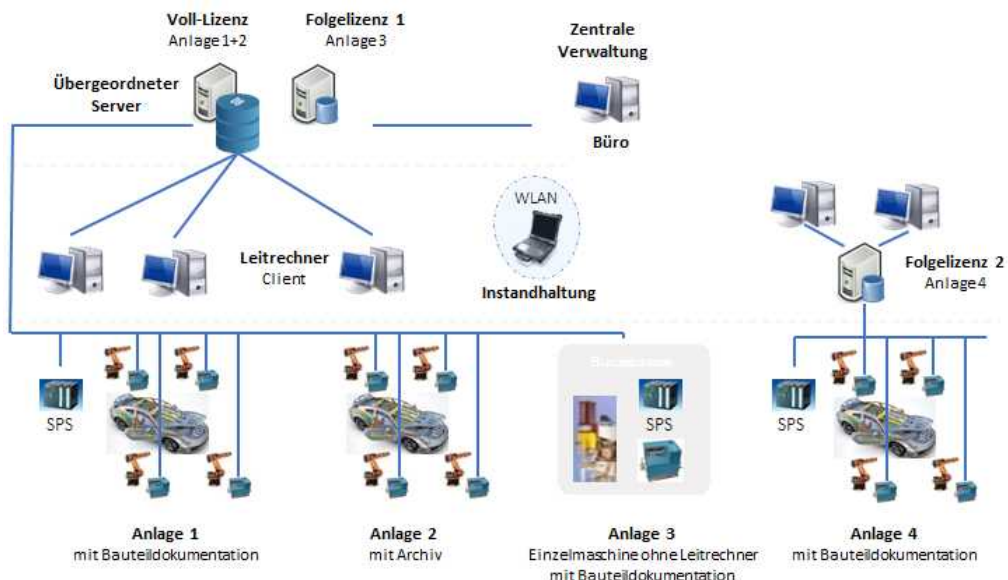 Voll-Lizenz
Anlage 1+2
Folgelizenz 1
Anlage 3
Zentrale
Verwaltung
Übergeordneter
Server
Büro
WLAN
Leitrechner
Client
Instandhaltung
Folgelizenz 2
Anlage 4
SPS
SPS
SPS
Anlage 1
mit Bauteildokumentation
Anlage 2
mit Archiv
Anlage 3
Einzelmaschine ohne Leitrechner
mit Bauteildokumentation
Anlage 4
mit Bauteildokumentation